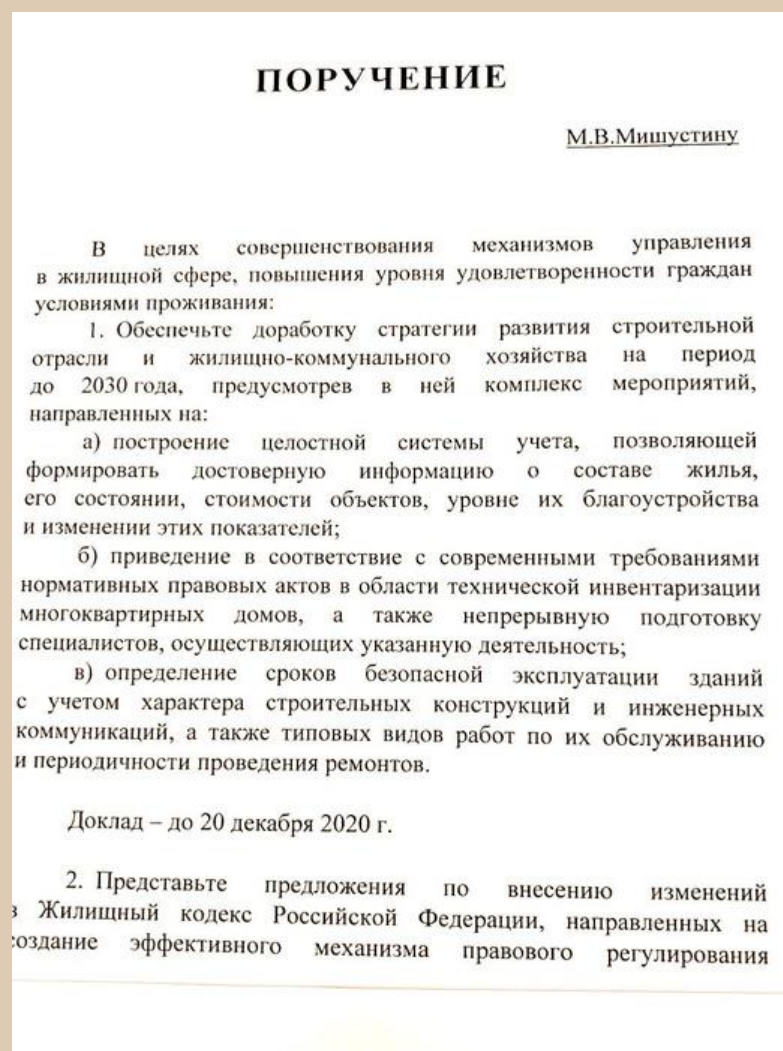 ПОРУЧЕНИЕ
М.В.Мишустину
В целях совершенствования механизмов управления
в жилищной сфере, повышения уровня удовлетворенности граждан
условиями проживания:
1. Обеспечьте доработку стратегии развития строительной
отрасли и жилищно-коммунального хозяйства на период
до 2030 года, предусмотрев в ней комплекс мероприятий,
направленных на:
а) построение целостной системы учета, позволяющей
формировать достоверную информацию о составе жилья,
его состоянии, стоимости объектов, уровне их благоустройства
и изменении этих показателей;
б) приведение в соответствие с современными требованиями
нормативных правовых актов в области технической инвентаризации
многоквартирных домов, а также непрерывную подготовку
специалистов, осуществляющих указанную деятельность;
в) определение сроков безопасной эксплуатации зданий
с учетом характера строительных конструкций и инженерных
коммуникаций, а также типовых видов работ по их обслуживанию
и периодичности проведения ремонтов.
Доклад – до 20 декабря 2020 г.
2. Представьте предложения по внесению изменений
в Жилищный кодекс Российской Федерации, направленных на
создание эффективного механизма правового регулирования